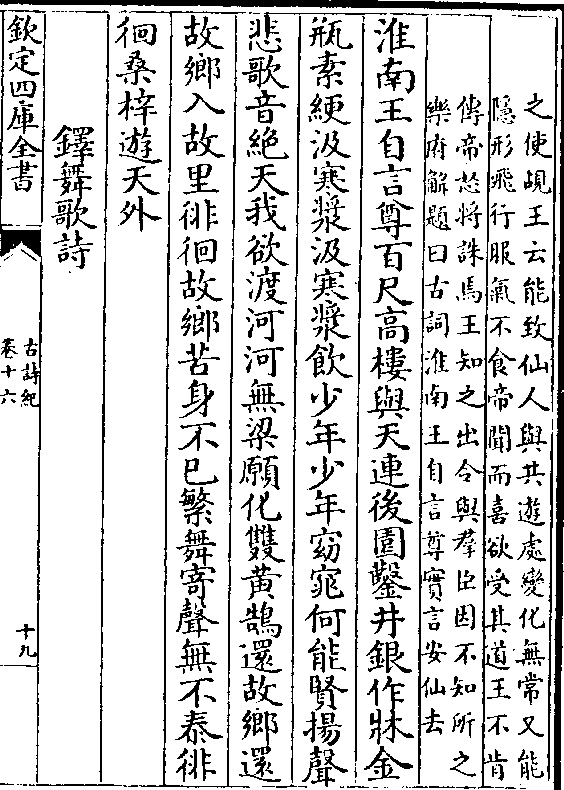 之使覘王云能致仙人與共遊處變化無常又能
隱形飛行服氣不食帝聞而喜欲受其道王不肯
傳帝怒將誅焉王知之出令與羣臣因不知所之
樂府解題曰古詞淮南王自言尊實言安仙去
淮南王自言尊百尺高樓與天連後園鑿井銀作牀金
瓶素綆汲寒漿汲寒漿飲少年少年窈窕何能賢揚聲
悲歌音絶天我欲渡河河無梁願化雙黃鵠還故鄉還
故鄉入故里徘徊故鄉苦身不已繁舞寄聲無不泰徘
徊桑梓遊天外
鐸舞歌詩
欽定四庫全書
古詩紀
卷十六
十九